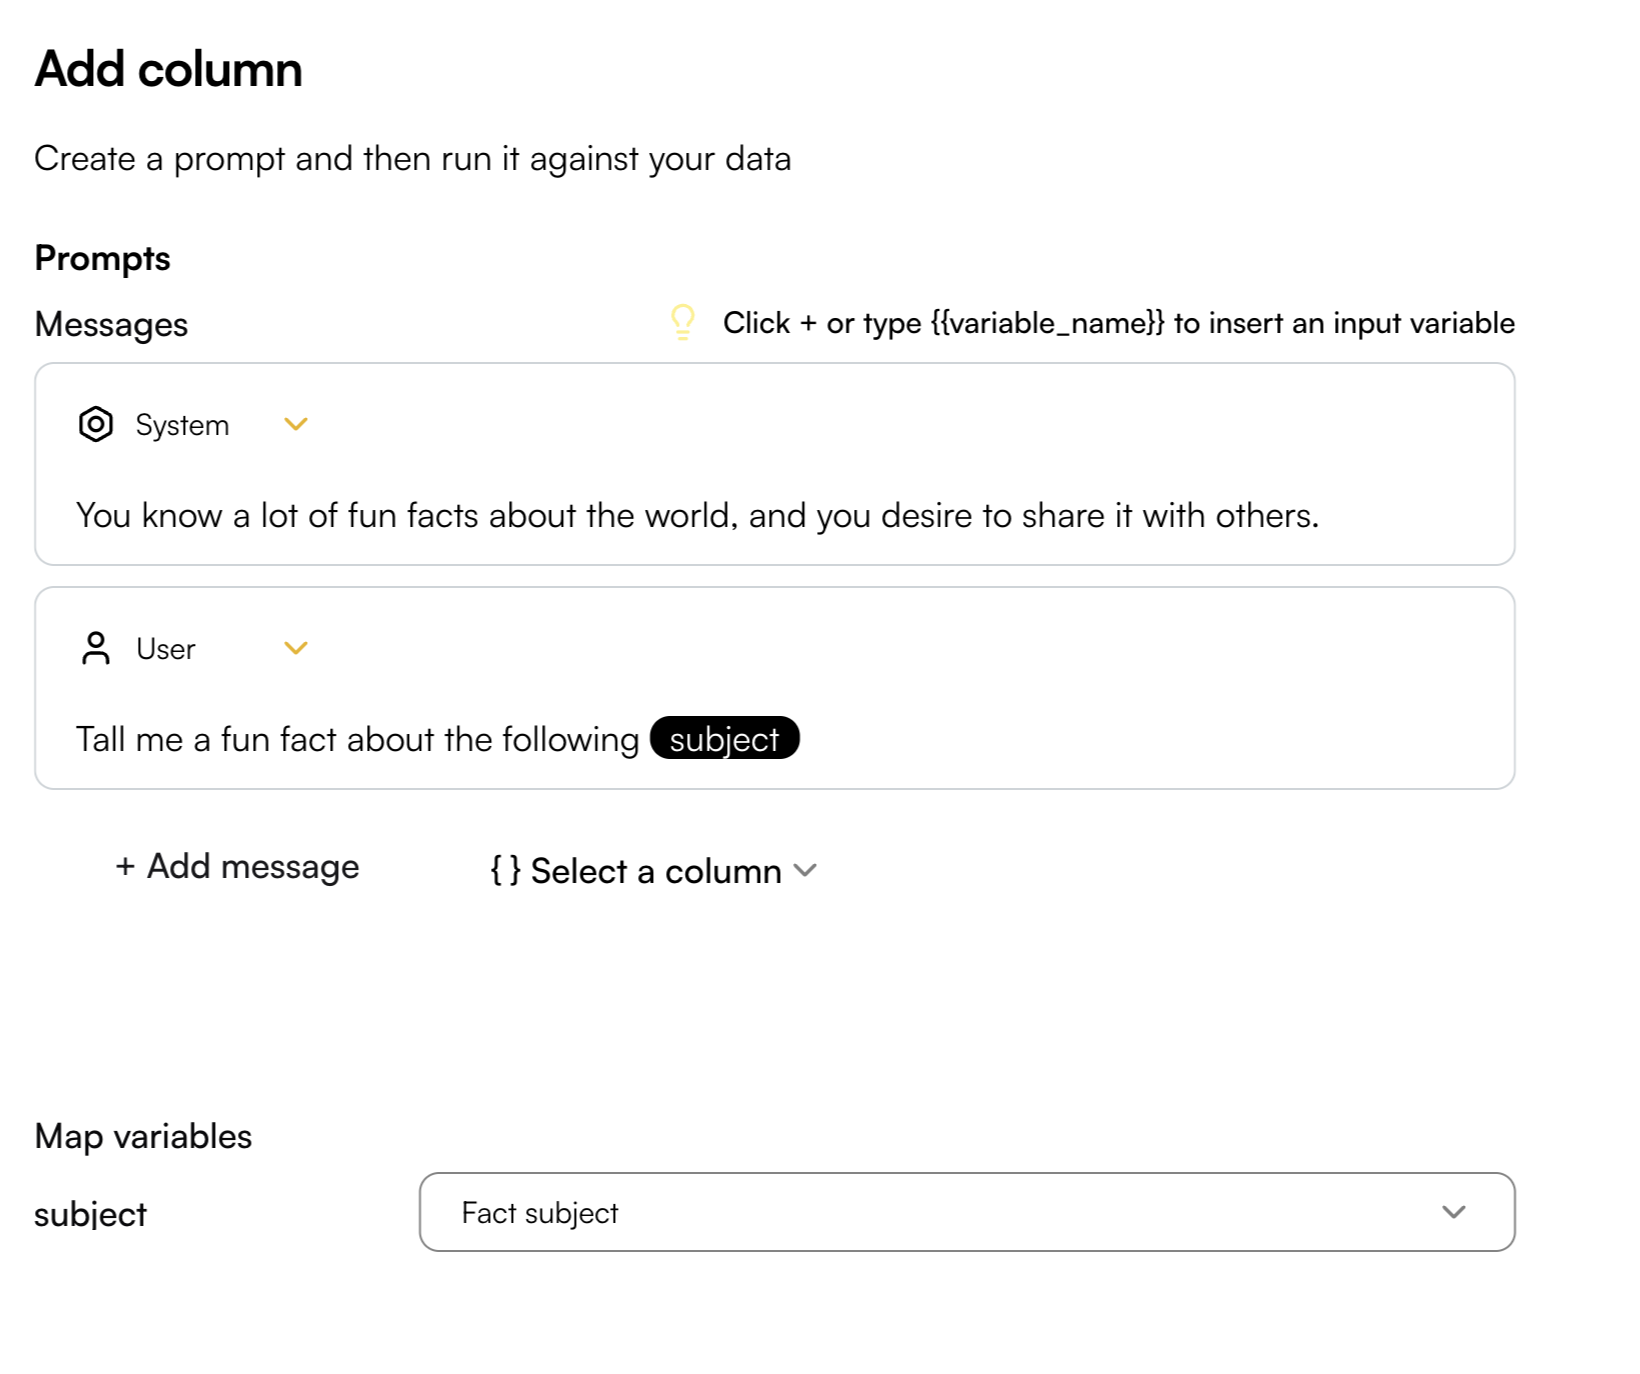 Add column
Create a prompt and then run it against your data
Prompts
Messages
Click + or type {{variable_name}} to insert an input variable
System
You know a lot of fun facts about the world, and you desire to share it with others.
User
Tall me a fun fact about the following subject
+ Add message
{ } Select a column
Map variables
subject
Fact subject